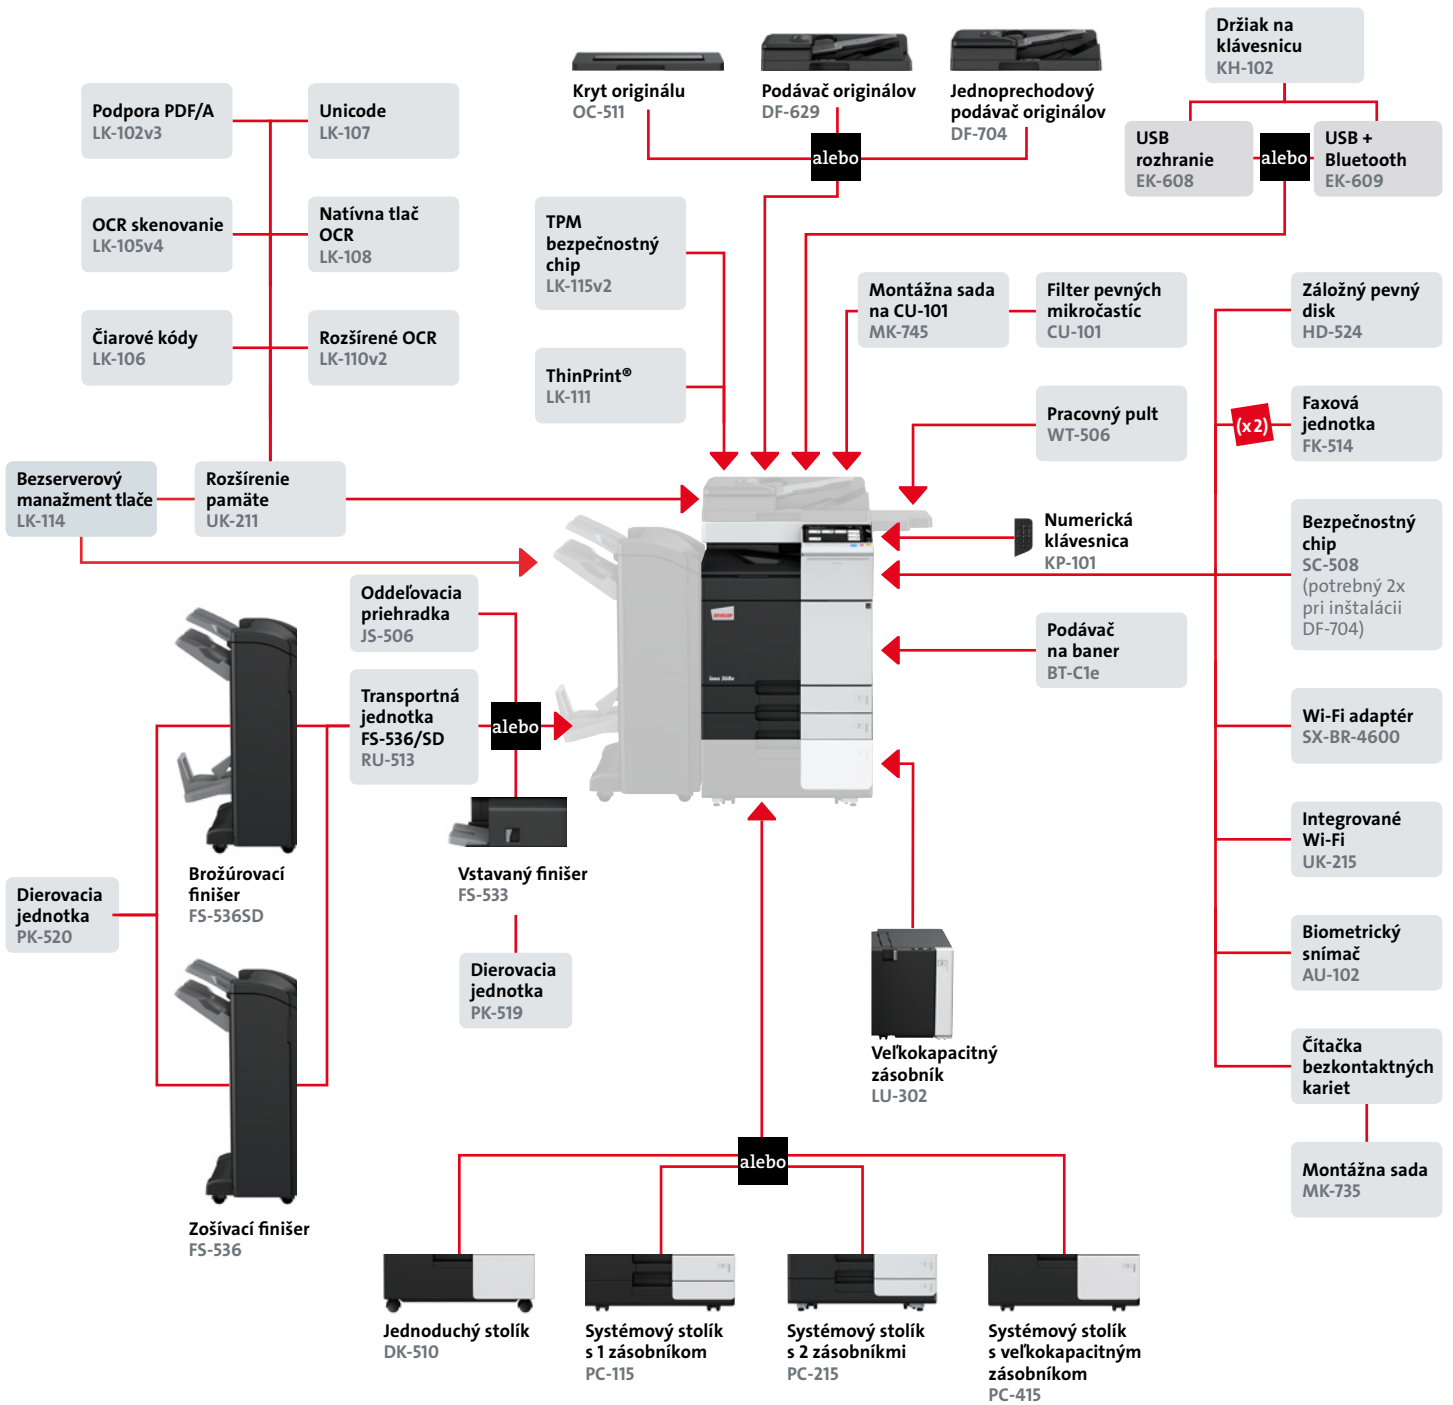 Kryt originálu
OC-511
Podávač originálov
DF-629
Jednoprechodový
podávač originálov
DF-704
alebo
Držiak na
klávesnicu
KH-102
USB
rozhranie
EK-608
alebo
USB +
Bluetooth
EK-609
Podpora PDF/A
LK-102v3
Unicode
LK-107
OCR skenovanie
LK-105v4
Natívna tlač
OCR
LK-108
Čiarové kódy
LK-106
Rozšírené OCR
LK-110v2
TPM
bezpečnostný
chip
LK-115v2
ThinPrint®
LK-111
Montážna sada
na CU-101
MK-745
Filter pevných
mikročastíc
CU-101
Záložný pevný
disk
HD-524
Pracovný pult
WT-506
(x2)
Faxová
jednotka
FK-514
Bezserverový
manažment tlače
LK-114
Rozšírenie
pamäte
UK-211
Numerická
klávesnica
KP-101
Bezpečnostný
chip
SC-508
(potrebný 2x
pri inštalácii
DF-704)
Oddeľovacia
priehradka
JS-506
DEVELOP
ineo 368e
Podávač
na baner
BT-C1e
Transportná
jednotka
FS-536/SD
RU-513
alebo
Wi-Fi adaptér
SX-BR-4600
Integrované
Wi-Fi
UK-215
Brožúrovací
finišer
FS-536SD
Vstavaný finišer
FS-533
Dierovacia
jednotka
PK-520
Dierovacia
jednotka
PK-519
Biometrický
snímač
AU-102
Veľkokapacitný
zásobník
LU-302
Čítačka
bezkontaktných
kariet
alebo
Montážna sada
MK-735
Zošívací finišer
FS-536
Jednoduchý stolík
DK-510
Systémový stolík
s 1 zásobníkom
PC-115
Systémový stolík
s 2 zásobníkmi
PC-215
Systémový stolík
s veľkokapacitným
zásobníkom
PC-415